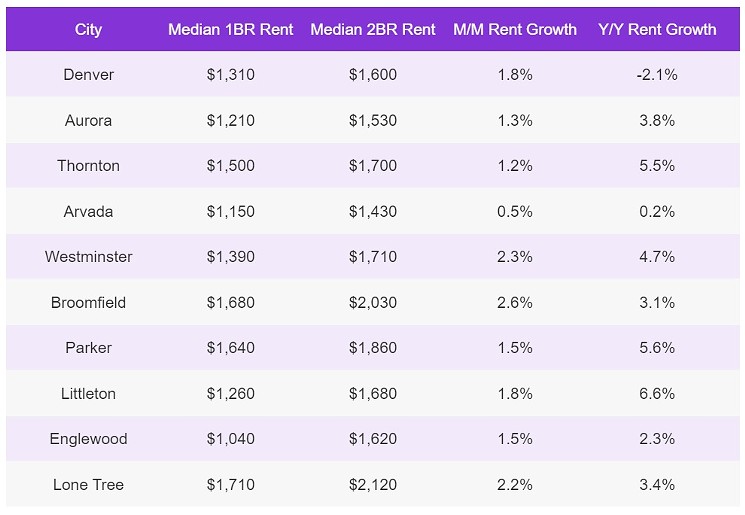 City Median 1BR Rent Median 2BR Rent M/M Rent Growth Y/Y Rent Growth
Denver $1,310 $1,600 1.8% -2.1%
Aurora $1,210 $1,530 1.3% 3.8%
Thornton $1,500 $1,700 1.2% 5.5%
Arvada $1,150 $1,430 0.5% 0.2%
Westminster $1,390 $1,710 2.3% 4.7%
Broomfield $1,680 $2,030 2.6% 3.1%
Parker $1,640 $1,860 1.5% 5.6%
Littleton $1,260 $1,680 1.8% 6.6%
Englewood $1,040 $1,620 1.5% 2.3%
Lone Tree $1,710 $2,120 2.2% 3.4%